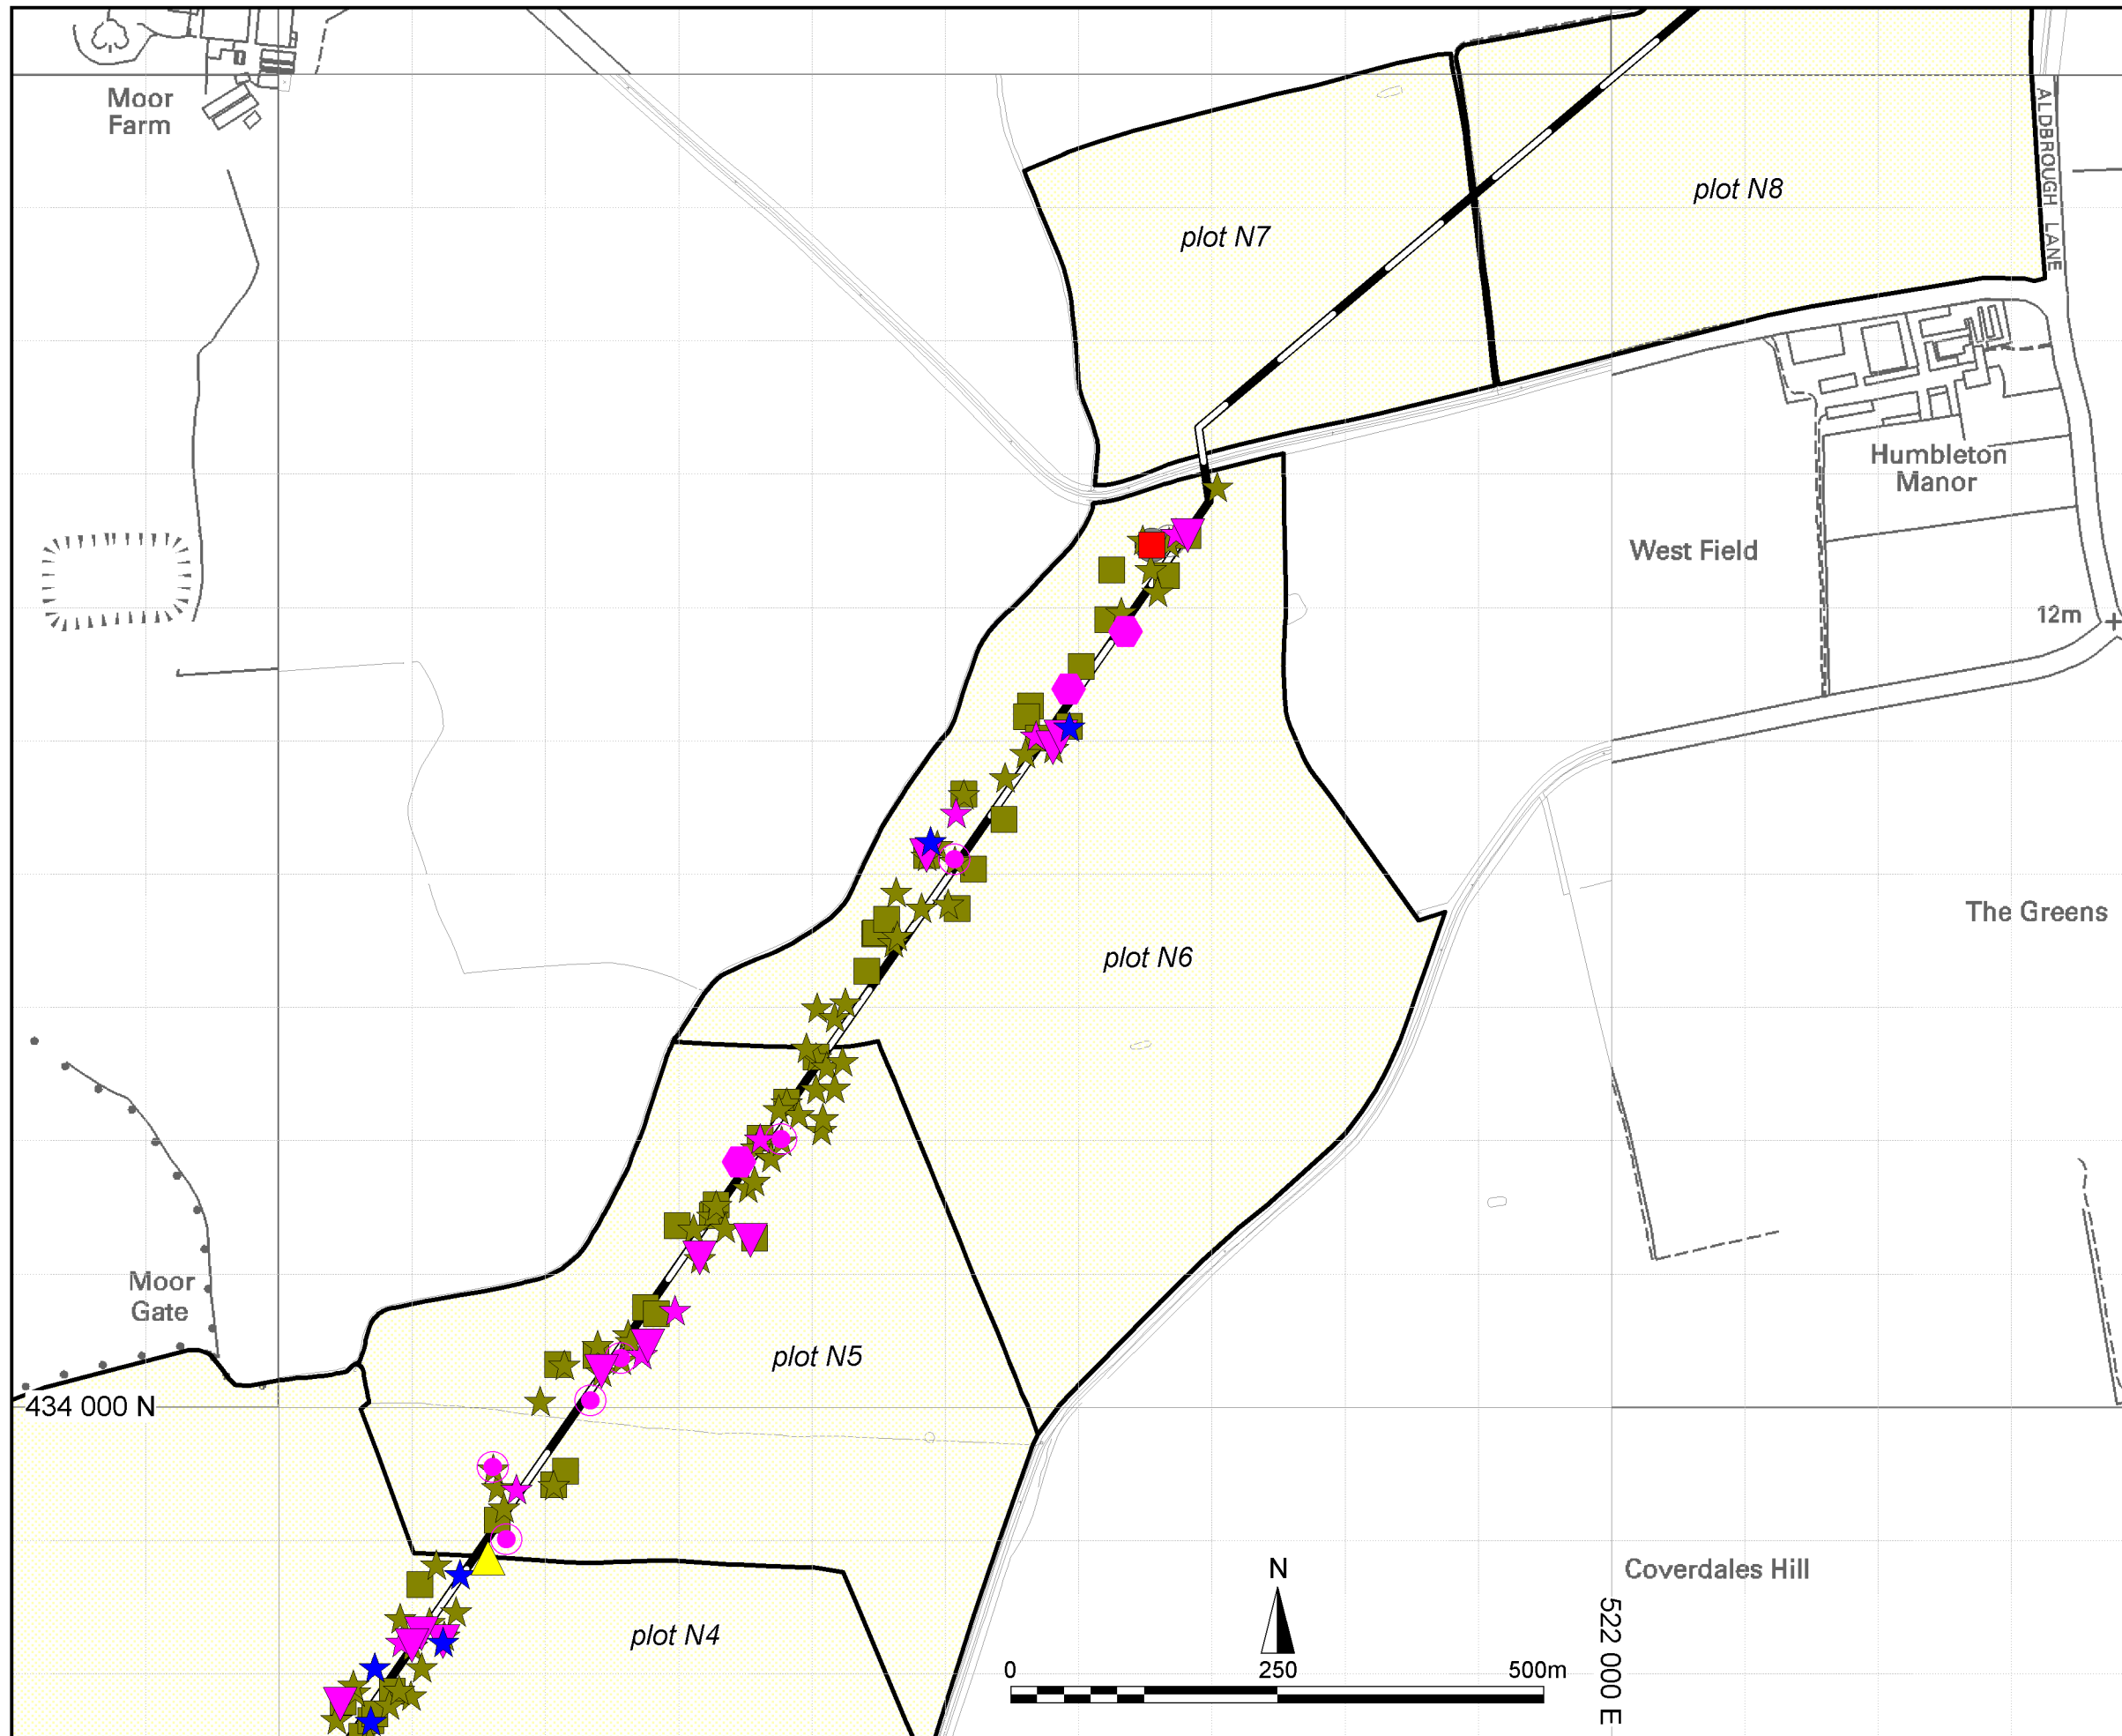 Moor
Farm
ALDBROUGH LANE
plot N8
plot N7
Humbleton
Manor
West Field
12m
The Greens
plot N6
Moor
Gate
plot N5
434 000 N
Coverdales Hill
N
522 000 E
plot N4
0 250 500m